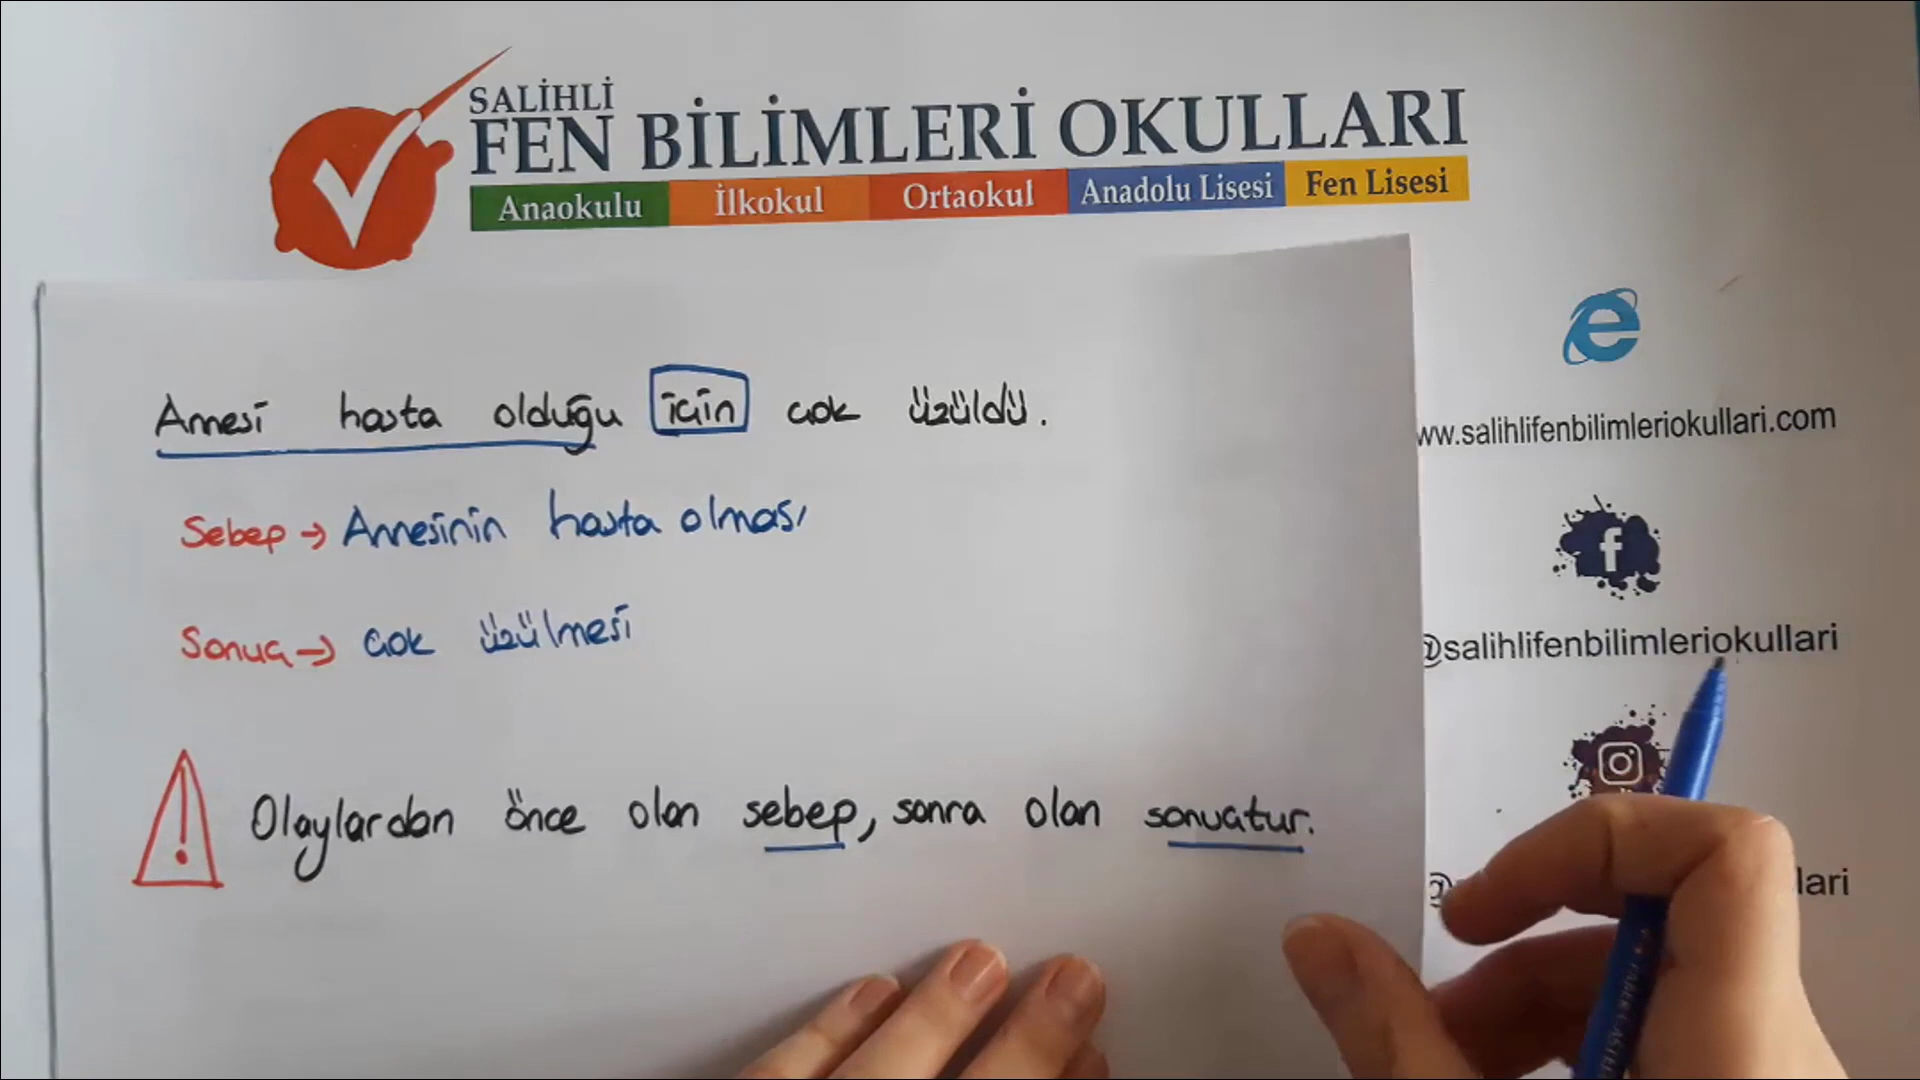 SALİHLİ
FEN BİLİMLERİ OKULLARI
Anaokulu İlkokul Ortaokul Anadolu Lisesi Fen Lisesi
Annesi hasta olduğu için çok üzüldü.
Sebep → Annesinin hasta olması
Sonuç → çok üzülmesi
Olaylardan önce olan sebep, sonra olan sonuçtur.
ww.salihlifenbilimleriokullari.com
@salihlifenbilimleriokullari
lari